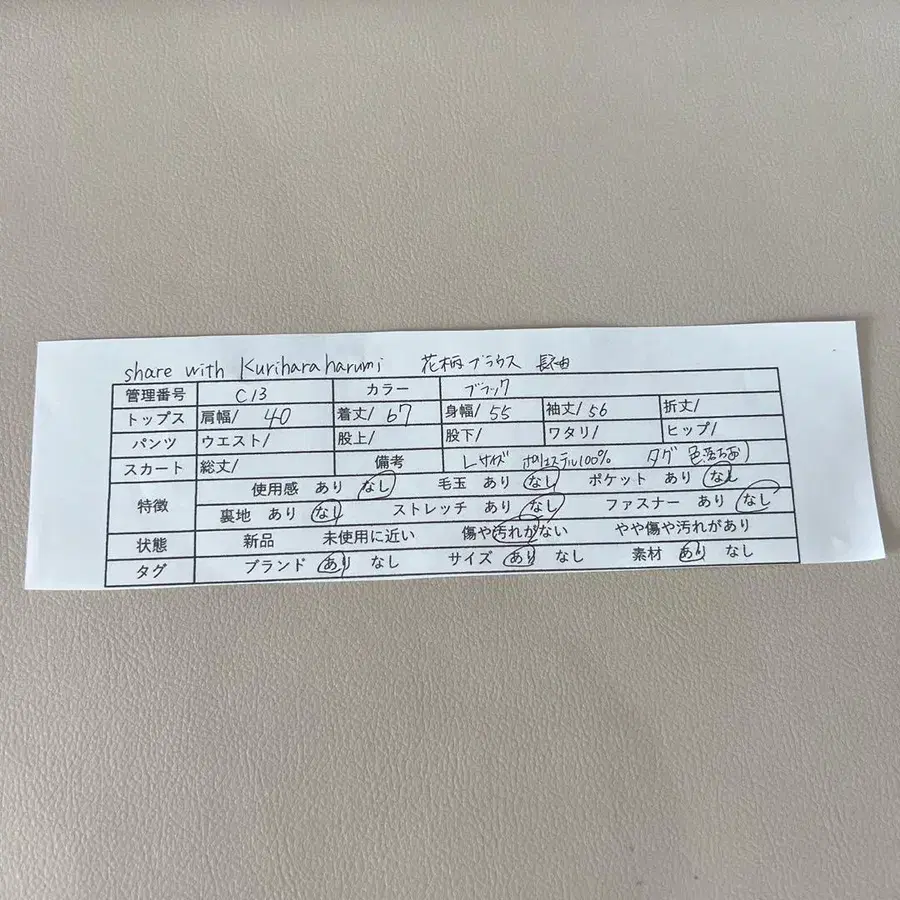 share with Kurihara harumi 花柄ブラウス 長袖
管理番号 C13 カラー ブラック
トップス 肩幅/ 40 着丈/ 67 身幅/ 55 袖丈/ 56 裄丈/
パンツ ウエスト/ 股上/ 股下/ ワタリ/ ヒップ/
スカート 総丈/ 備考 Lサイズ ポリエステル100% タグ 色落ちあり
特徴 使用感 あり なし 毛玉 あり なし ポケット あり なし
裏地 あり なし ストレッチ あり なし ファスナー あり なし
状態 新品 未使用に近い 傷や汚れがない やや傷や汚れがあり
タグ ブランド あり なし サイズ あり なし 素材 あり なし